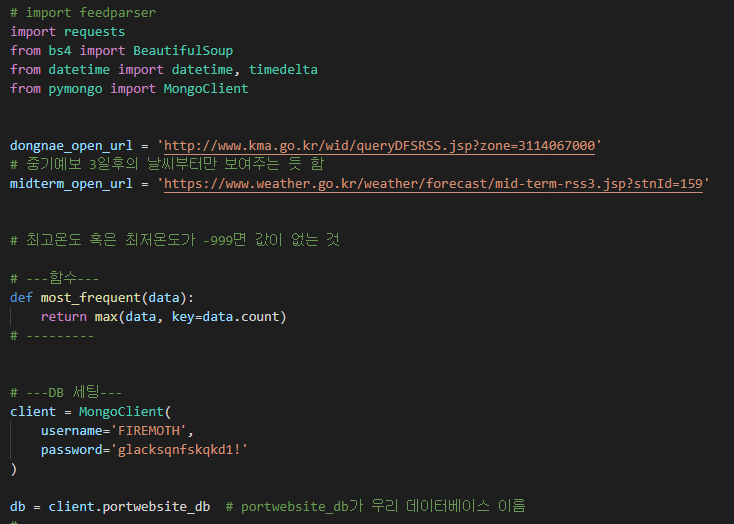 # import feedparser
import requests
from bs4 import BeautifulSoup
from datetime import datetime, timedelta
from pymongo import MongoClient
dongnae_open_url = 'http://www.kma.go.kr/wid/queryDFSRSS.jsp?zone=3114067000'
# 중기예보 3일후의 날씨부터만 보여주는 듯 함
midterm_open_url = 'https://www.weather.go.kr/weather/forecast/mid-term-rss3.jsp?stnId=159'
# 최고온도 혹은 최저온도가 -999면 값이 없는 것
# ---함수---
def most_frequent(data):
    return max(data, key=data.count)
# ---------
# ---DB 세팅---
client = MongoClient(
    username='FIREMOTH',
    password='glacksqnfskqkd1!'
)
db = client.portwebsite_db  # portwebsite_db가 우리 데이터베이스 이름
#